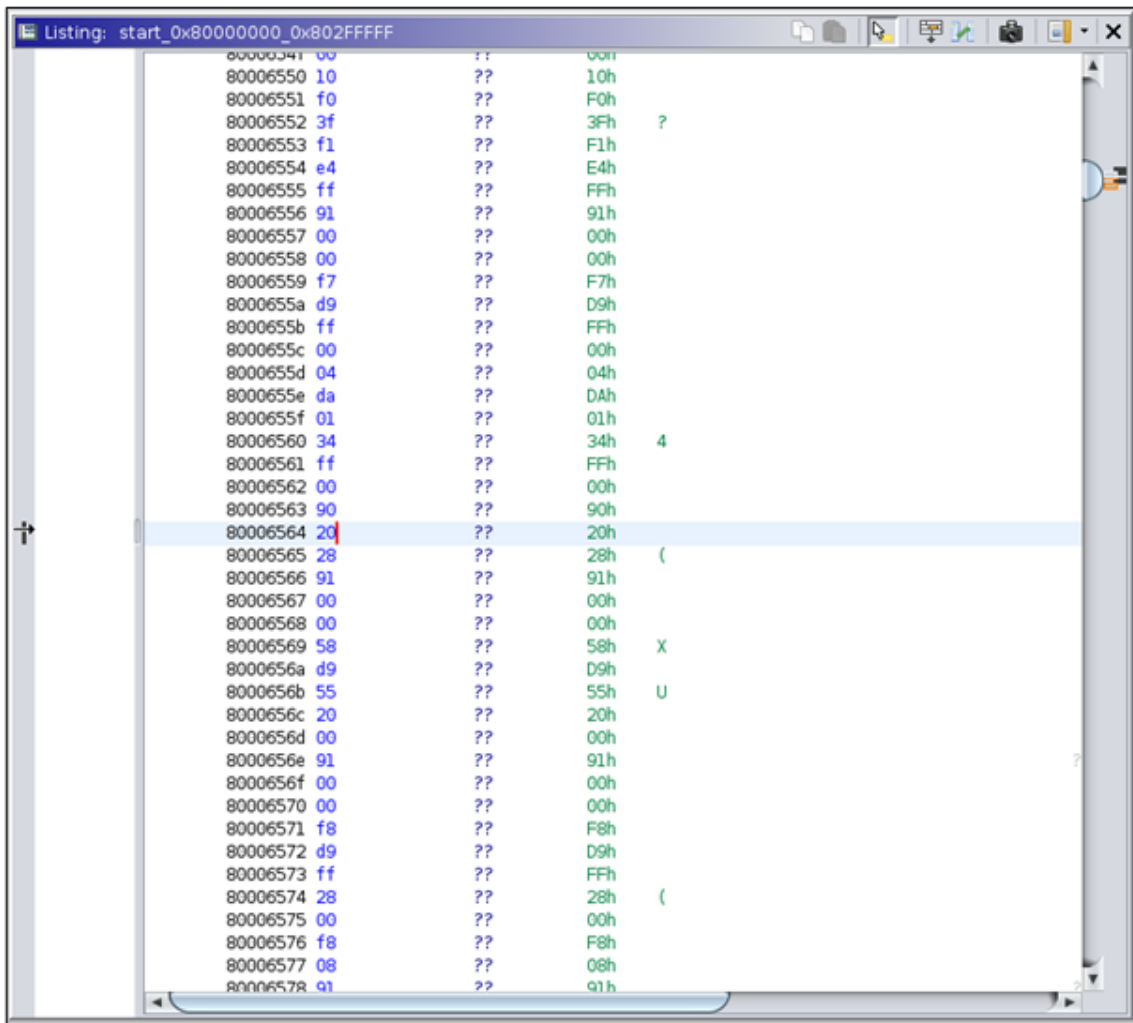 Listing: start_0x80000000_0x802FFFFF
8000654f 00 ?? 00h
80006550 10 ?? 10h
80006551 f0 ?? F0h
80006552 3f ?? 3Fh ?
80006553 f1 ?? F1h
80006554 e4 ?? E4h
80006555 ff ?? FFh
80006556 91 ?? 91h
80006557 00 ?? 00h
80006558 00 ?? 00h
80006559 f7 ?? F7h
8000655a d9 ?? D9h
8000655b ff ?? FFh
8000655c 00 ?? 00h
8000655d 04 ?? 04h
8000655e da ?? DAh
8000655f 01 ?? 01h
80006560 34 ?? 34h 4
80006561 ff ?? FFh
80006562 00 ?? 00h
80006563 90 ?? 90h
80006564 20 ?? 20h
80006565 28 ?? 28h (
80006566 91 ?? 91h
80006567 00 ?? 00h
80006568 00 ?? 00h
80006569 58 ?? 58h X
8000656a d9 ?? D9h
8000656b 55 ?? 55h U
8000656c 20 ?? 20h
8000656d 00 ?? 00h
8000656e 91 ?? 91h ?
8000656f 00 ?? 00h
80006570 00 ?? 00h
80006571 f8 ?? F8h
80006572 d9 ?? D9h
80006573 ff ?? FFh
80006574 28 ?? 28h (
80006575 00 ?? 00h
80006576 f8 ?? F8h
80006577 08 ?? 08h
80006578 91 ?? 91h ?